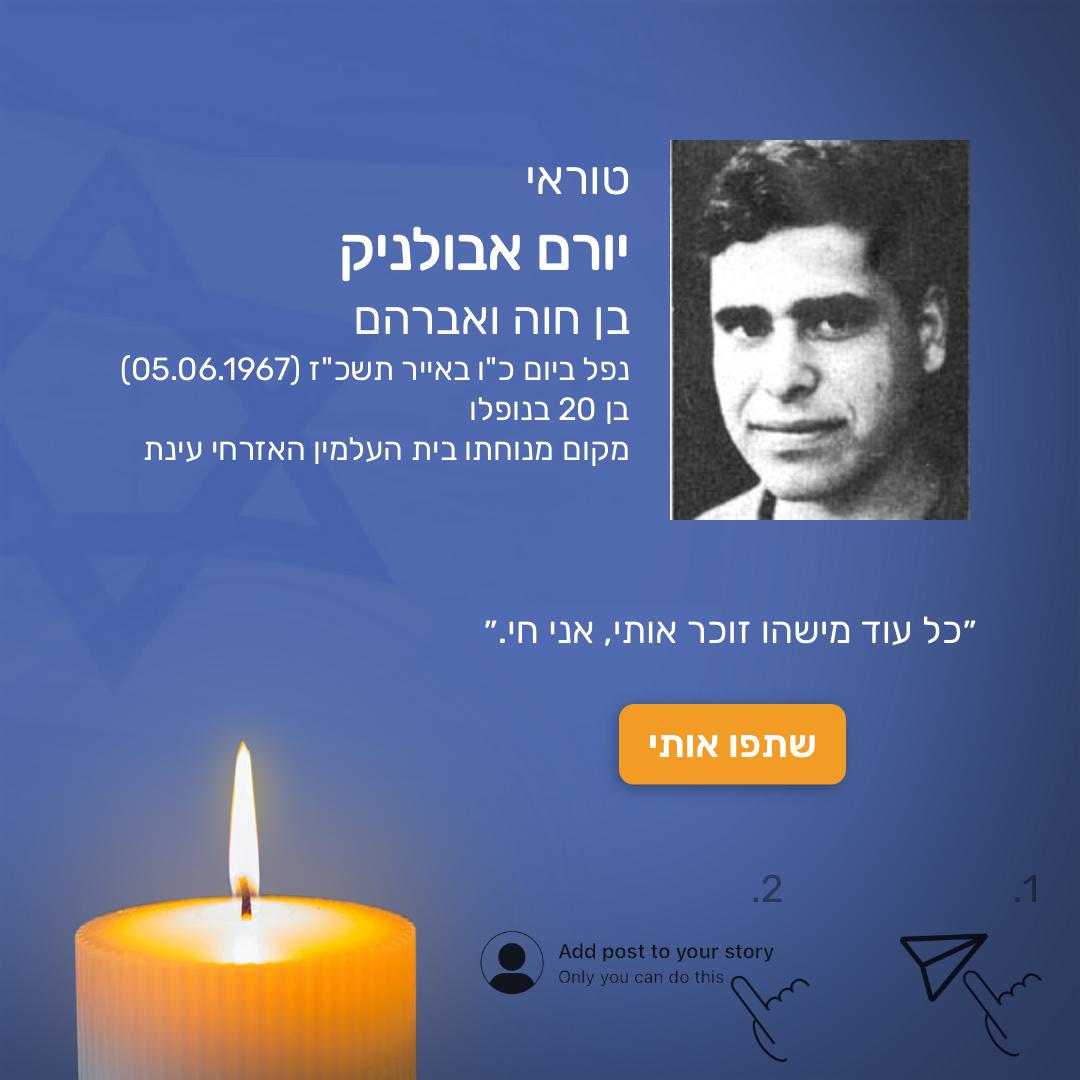 טוראי
יורם אבולניק
בן חוה ואברהם
נפל ביום כ"ו באייר תשכ"ז (05.06.1967)
בן 20 בנופלו
מקום מנוחתו בית העלמין האזרחי עינת
״כל עוד מישהו זוכר אותי, אני חי.״
שתפו אותי
1.
2.
Add post to your story
Only you can do this